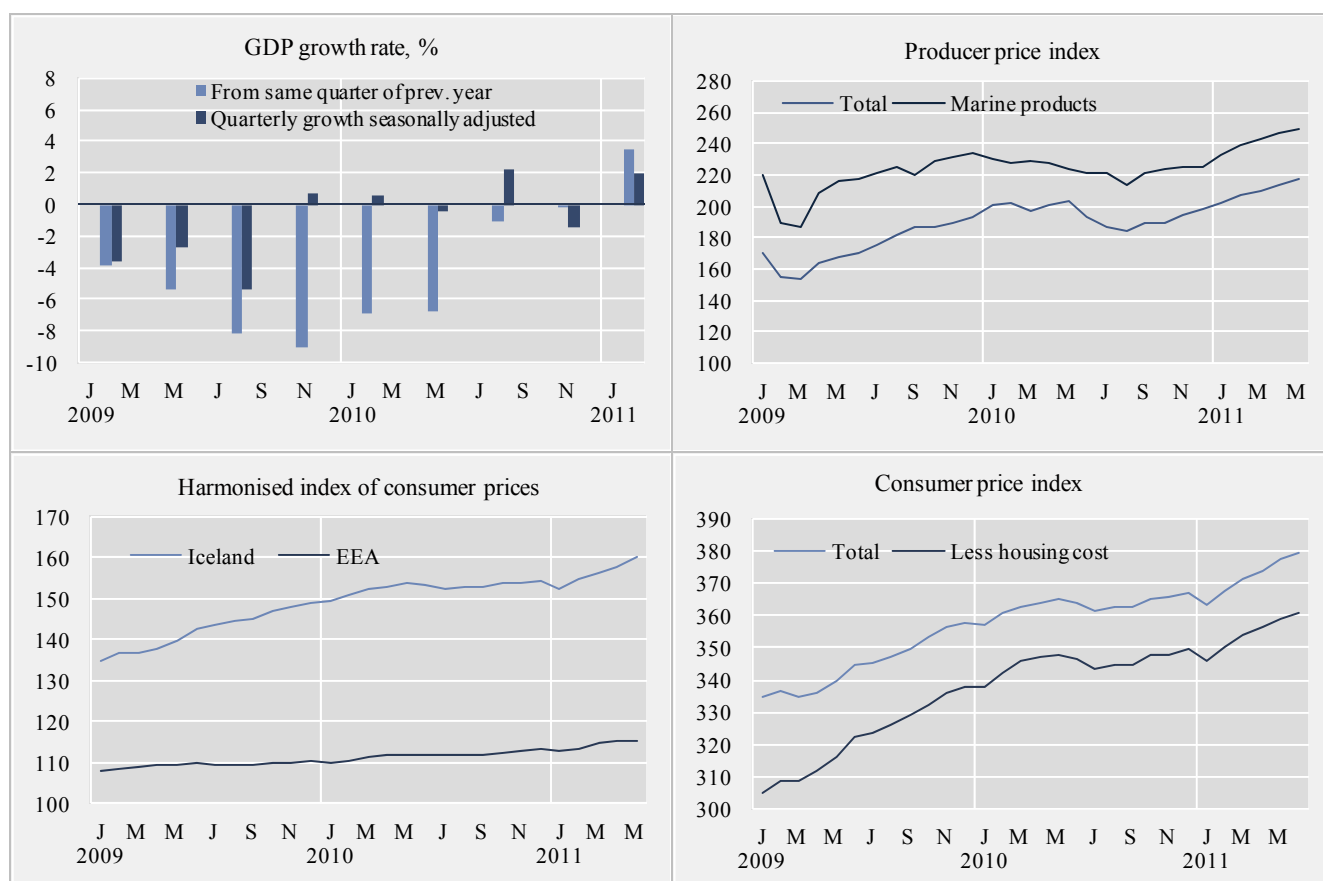 GDP growth rate, %
8
6
4
2
0
-2
-4
-6
-8
-10
From same quarter of prev. year
Quarterly growth seasonally adjusted
J M M J S N J M M J S N J
2009 2010 2011
Producer price index
280
260
240
220
200
180
160
140
120
100
Total Marine products
J M M J S N J M M J S N J M M
2009 2010 2011
Harmonised index of consumer prices
170
160
150
140
130
120
110
100
Iceland EEA
J M M J S N J M M J S N J M M
2009 2010 2011
Consumer price index
390
380
370
360
350
340
330
320
310
300
Total Less housing cost
J M M J S N J M M J S N J M M
2009 2010 2011